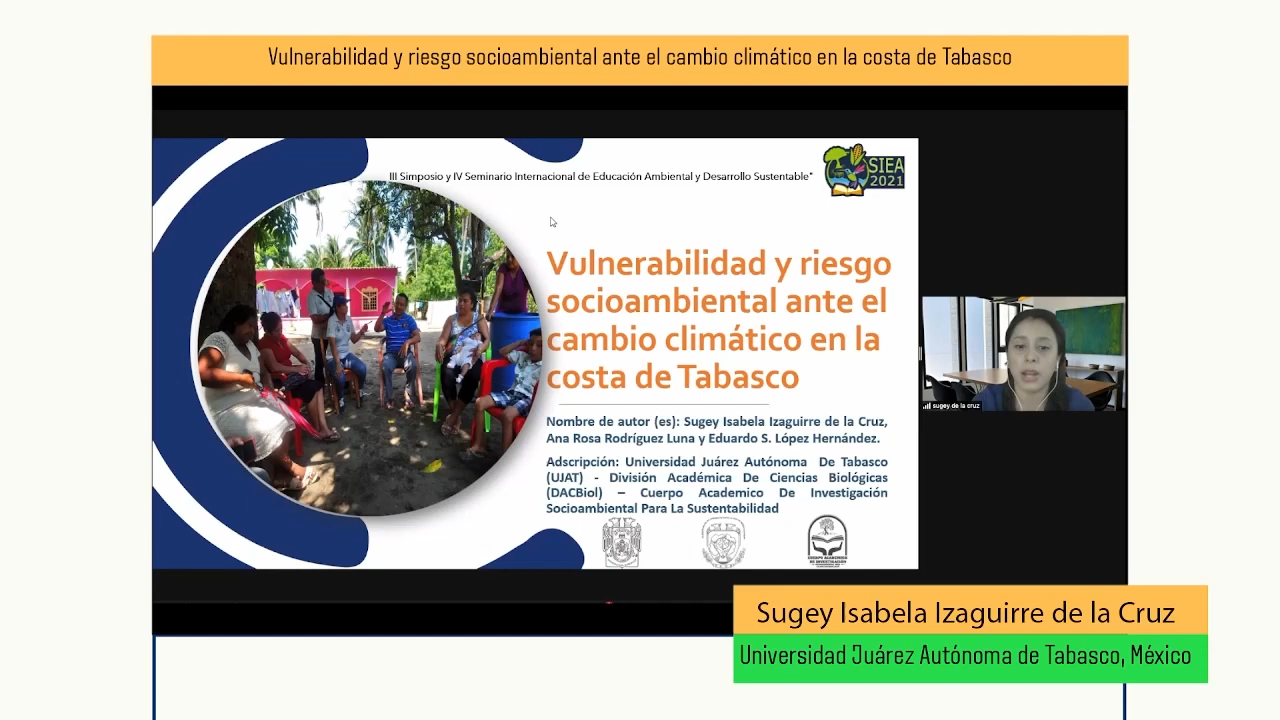 Vulnerabilidad y riesgo socioambiental ante el cambio climático en la costa de Tabasco
III Simposio y IV Seminario Internacional de Educación Ambiental y Desarrollo Sustentable"
SIEA
2021
Vulnerabilidad y riesgo
socioambiental ante el
cambio climático en la
costa de Tabasco
Nombre de autor (es): Sugey Isabela Izaguirre de la Cruz,
Ana Rosa Rodríguez Luna y Eduardo S. López Hernández.
Adscripción: Universidad Juárez Autónoma De Tabasco
(UJAT) - División Académica De Ciencias Biológicas
(DACBiol) – Cuerpo Academico De Investigación
Socioambiental Para La Sustentabilidad
CUERPO ACADÉMICO
DE INVESTIGACIÓN
sugey de la cruz
Sugey Isabela Izaguirre de la Cruz
Universidad Juárez Autónoma de Tabasco, México